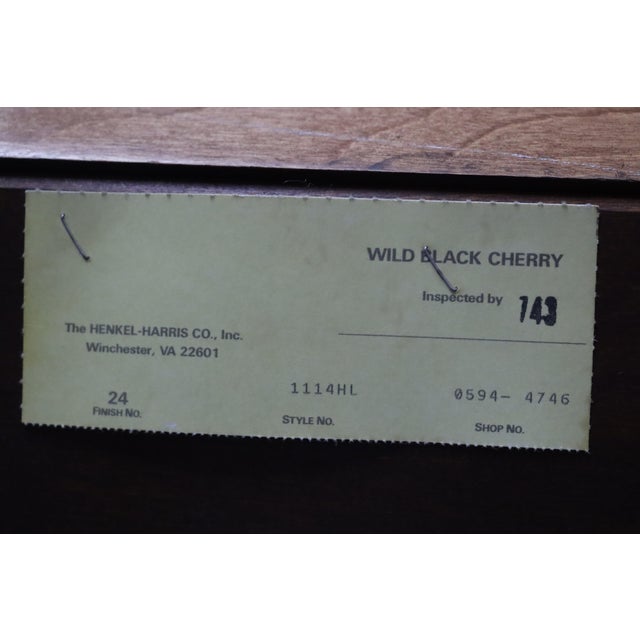 WILD BLACK CHERRY
Inspected by 743
The HENKEL-HARRIS CO., Inc.
Winchester, VA 22601
24
FINISH NO.
1114HL
STYLE NO.
0594- 4746
SHOP NO.